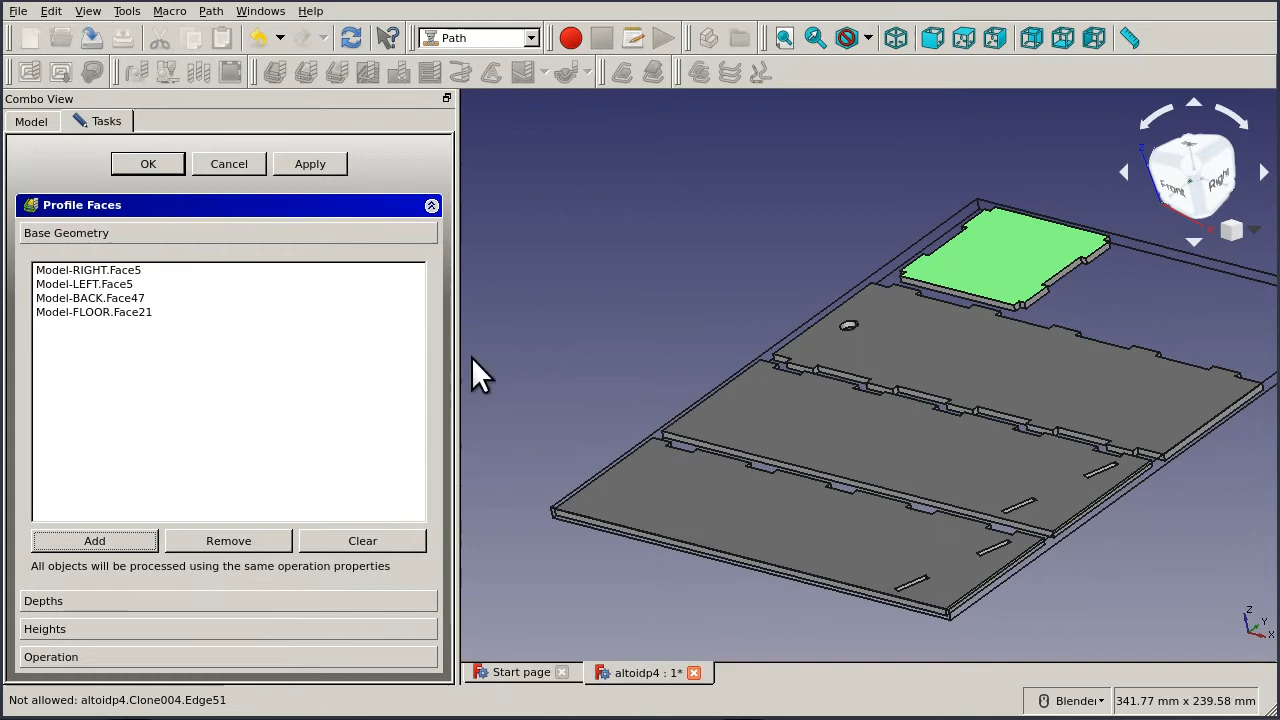 File Edit View Tools Macro Path Windows Help
Path
Combo View
Model Tasks
OK Cancel Apply
Profile Faces
Base Geometry
Model-RIGHT.Face5
Model-LEFT.Face5
Model-BACK.Face47
Model-FLOOR.Face21
Add Remove Clear
All objects will be processed using the same operation properties
Depths
Heights
Operation
Z
Front Right
X
Z
Y
X
Start page altoidp4 : 1*
Not allowed: altoidp4.Clone004.Edge51
Blender 341.77 mm x 239.58 mm